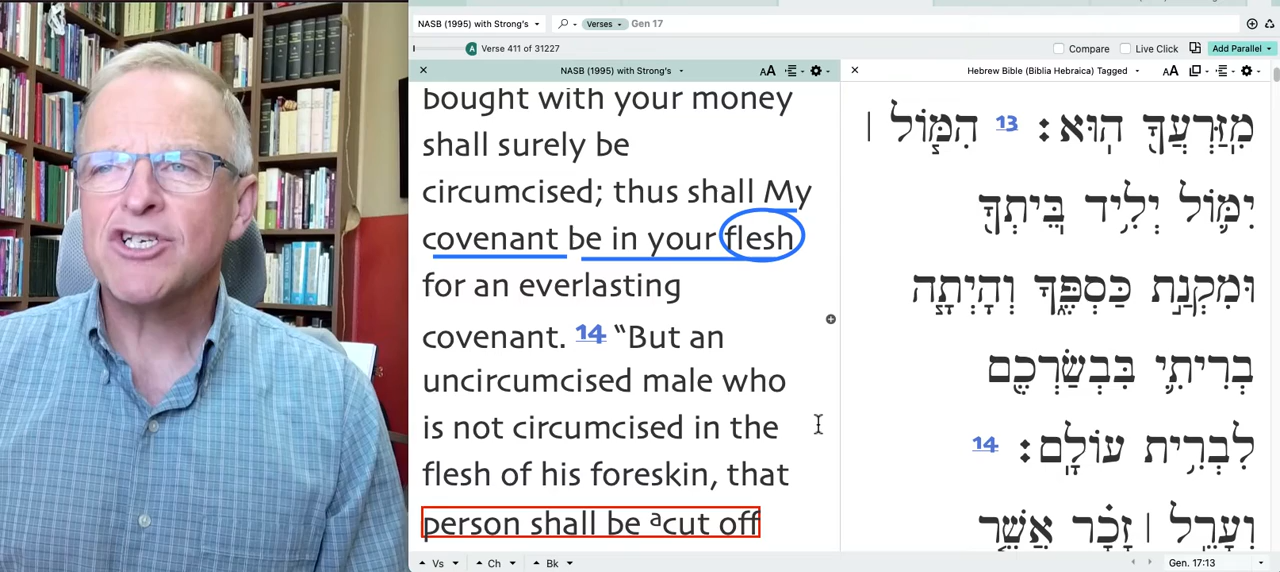 NASB (1995) with Strong's
Verses
Gen 17
Verse 411 of 31227
Compare
Live Click
Add Parallel
NASB (1995) with Strong's
AA
Hebrew Bible (Biblia Hebraica) Tagged
AA
bought with your money
shall surely be
circumcised; thus shall My
covenant be in your flesh
for an everlasting
covenant. 14 “But an
uncircumcised male who
is not circumcised in the
flesh of his foreskin, that
person shall be ᵃcut off
מִֽזַּרְעֲךָ֖ הֽוּא׃ 13 הִמּ֧וֹל ׀
יִמּ֛וֹל יְלִ֥יד בֵּֽיתְךָ֖
וּמִקְנַ֣ת כַּסְפֶּ֑ךָ וְהָיְתָ֧ה
בְרִיתִ֛י בִּבְשַׂרְכֶ֖ם
לִבְרִ֥ית עוֹלָֽם׃ 14
וְעָרֵ֣ל ׀ זָכָ֗ר אֲשֶׁ֤ר
Vs
Ch
Bk
Gen. 17:13